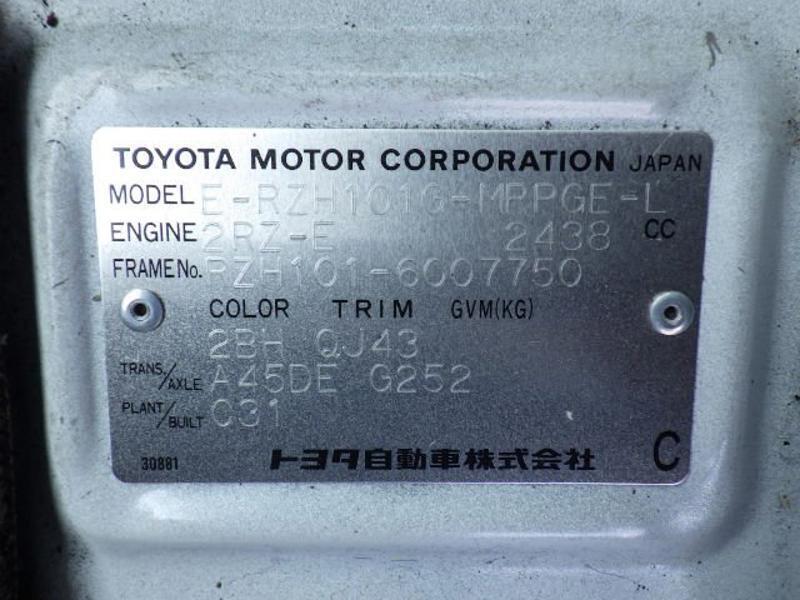 TOYOTA MOTOR CORPORATION JAPAN
MODEL E-RZH101G-MRPGE-L
ENGINE 2RZ-E 2438 CC
FRAME No. RZH101-6007750
COLOR TRIM GVM(KG)
2BH QJ43
TRANS./AXLE A45DE G252
PLANT/BUILT C31
30881 トヨタ自動車株式会社 C